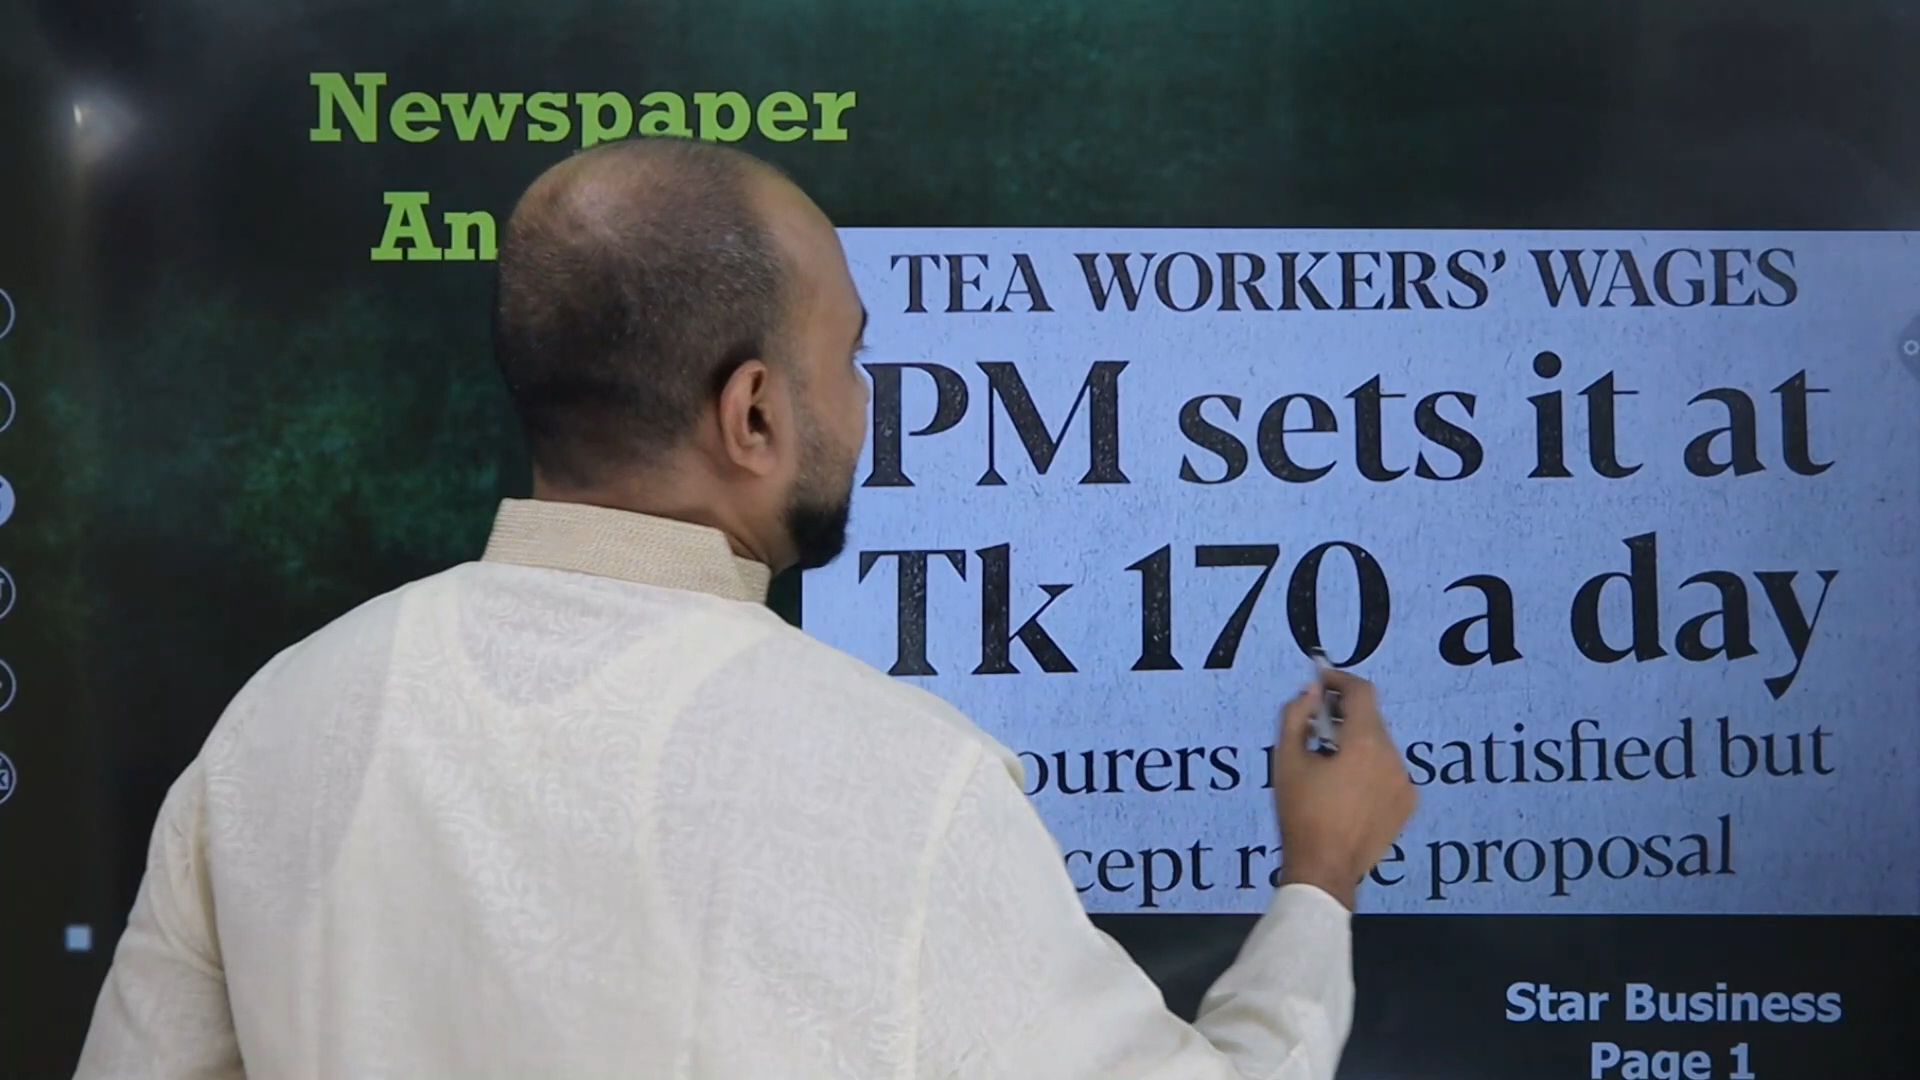 Newspaper
An
TEA WORKERS' WAGES
PM sets it at
Tk 170 a day
ourers satisfied but
cept proposal
Star Business
Page 1